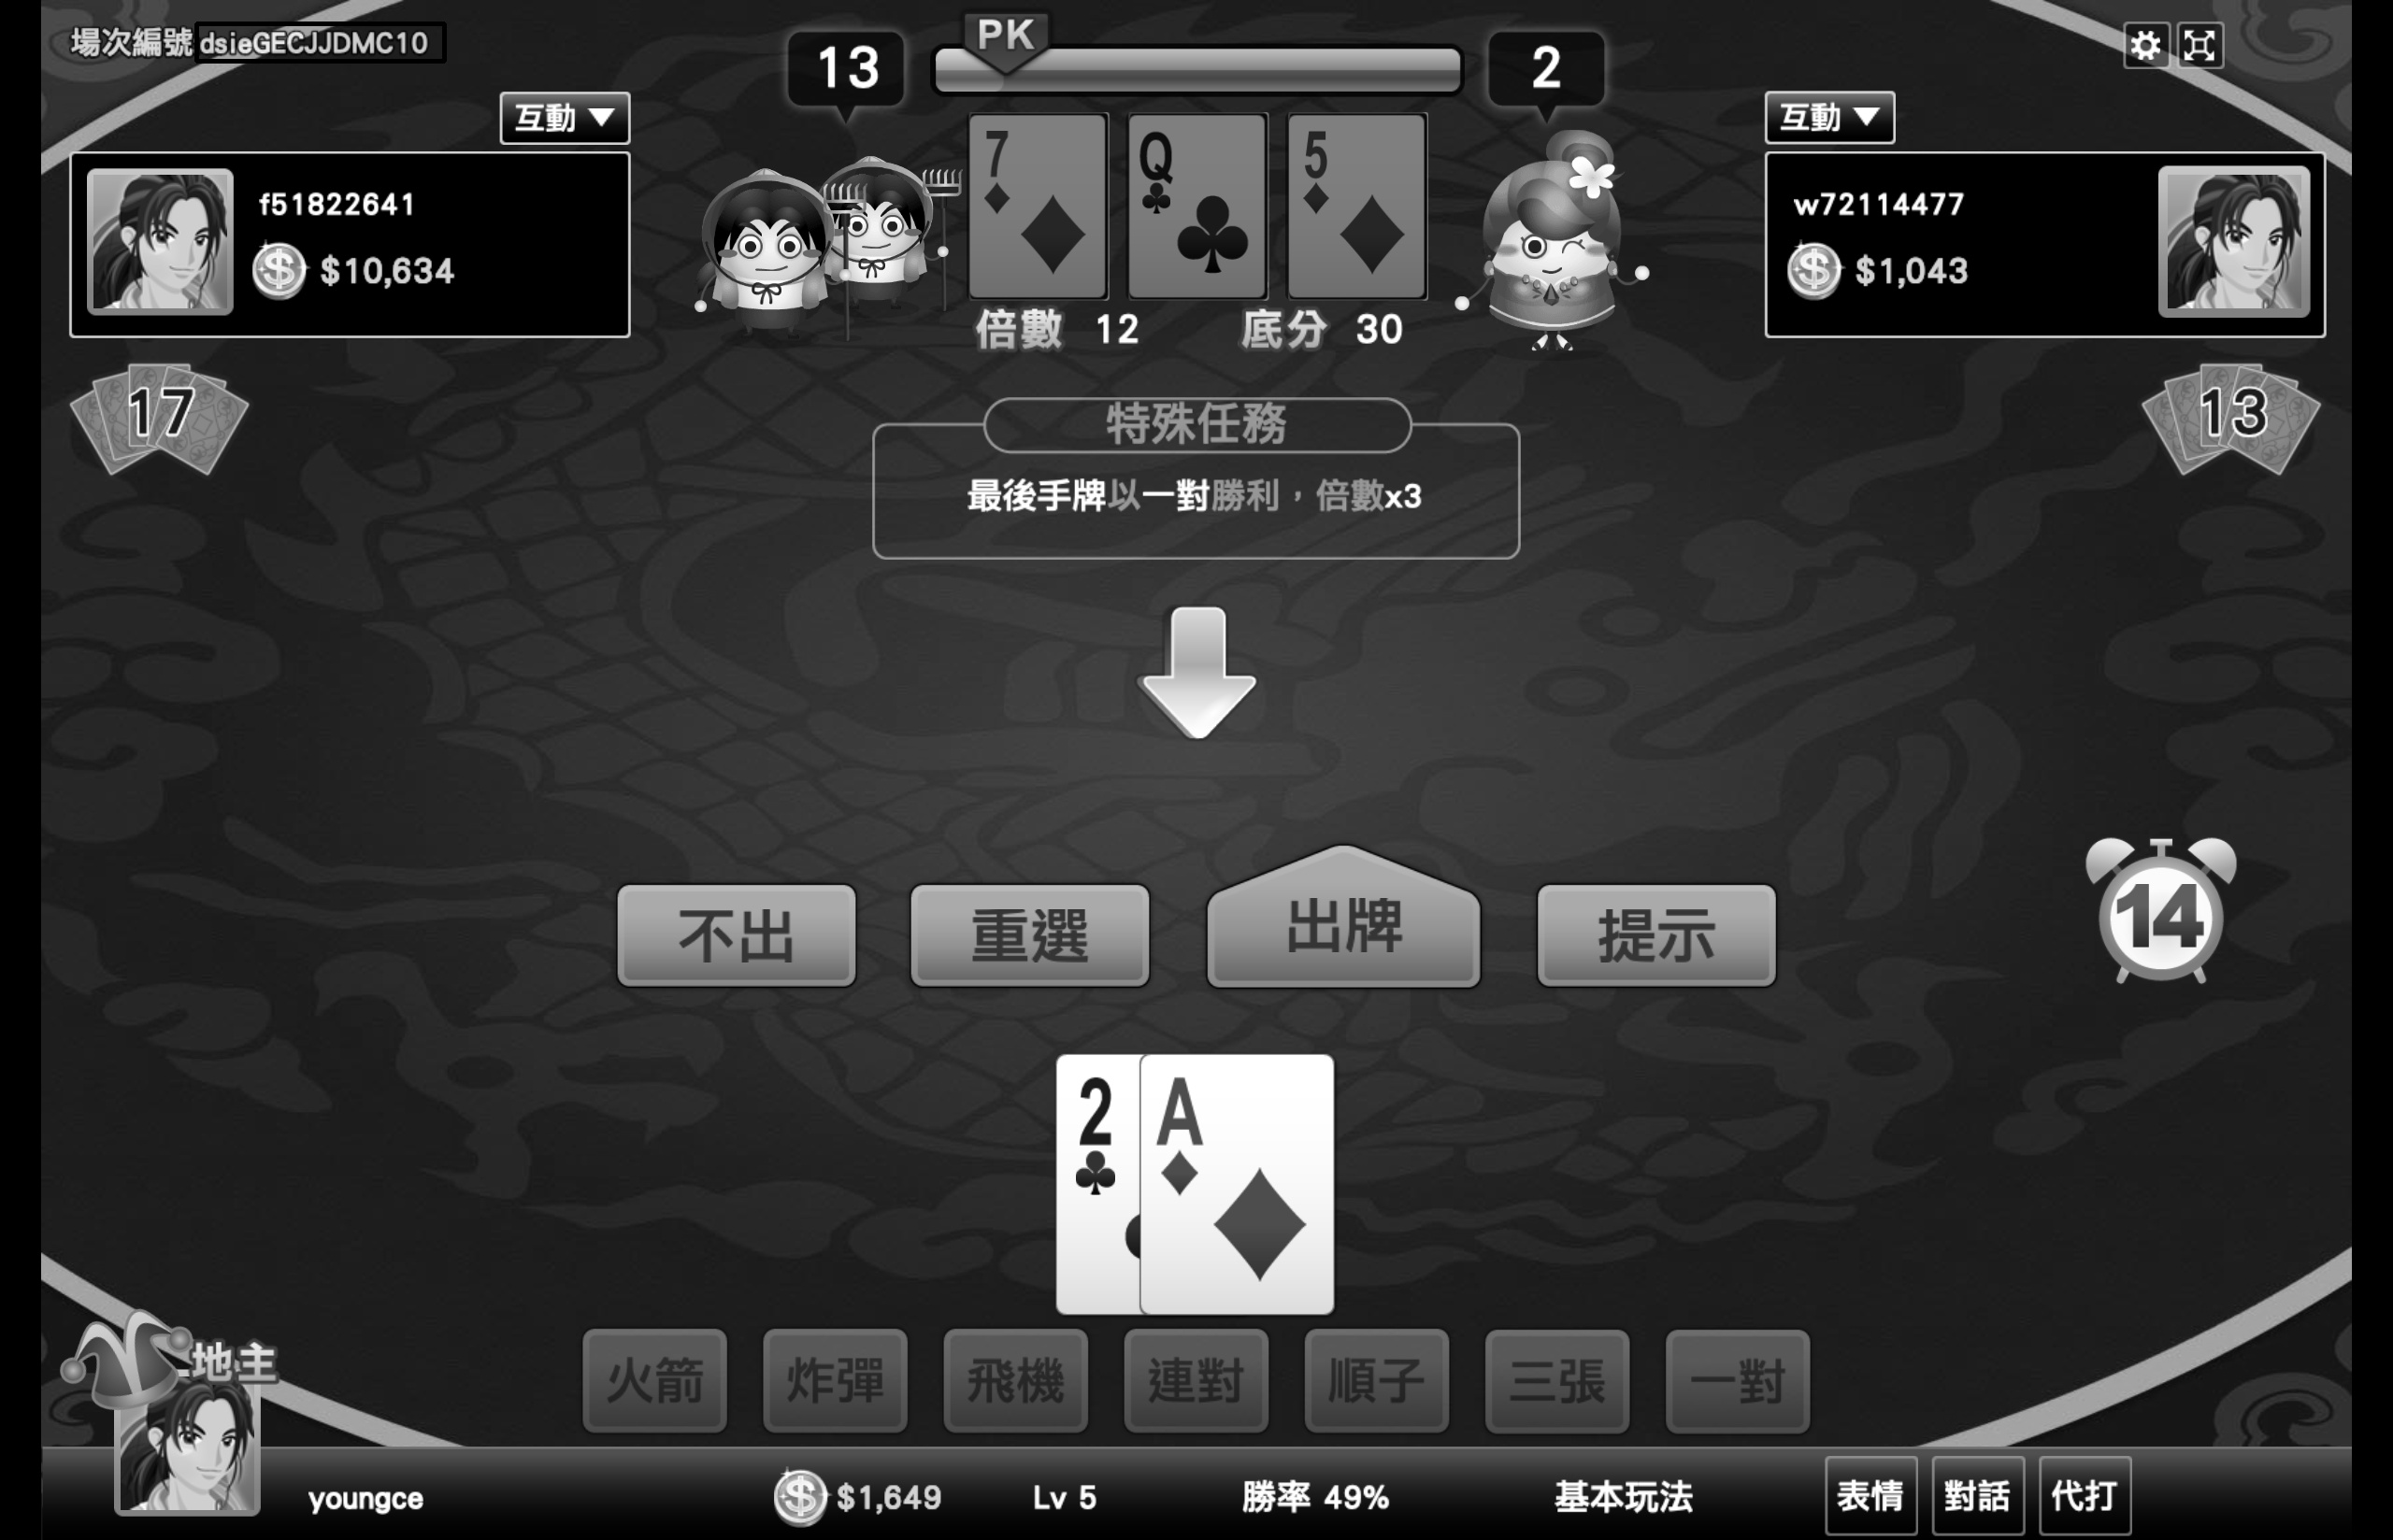 場次編號 dsieGECJJDMC10
13
PK
2
互動
互動
f51822641
$10,634
7
Q
5
w72114477
$1,043
倍數 12 底分 30
17
13
特殊任務
最後手牌以一對勝利，倍數x3
不出
重選
出牌
提示
14
2
A
地主
火箭
炸彈
飛機
連對
順子
三張
一對
youngce
$1,649
Lv 5
勝率 49%
基本玩法
表情
對話
代打